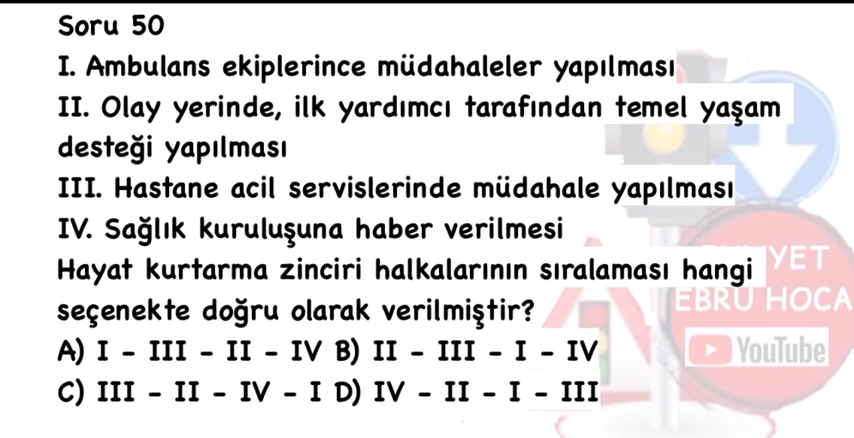 Soru 50
I. Ambulans ekiplerince müdahaleler yapılması
II. Olay yerinde, ilk yardımcı tarafından temel yaşam
desteği yapılması
III. Hastane acil servislerinde müdahale yapılması
IV. Sağlık kuruluşuna haber verilmesi
Hayat kurtarma zinciri halkalarının sıralaması hangi
seçenekte doğru olarak verilmiştir?
A) I - III - II - IV B) II - III - I - IV
C) III - II - IV - I D) IV - II - I - III
YET
EBRU HOCA
YouTube